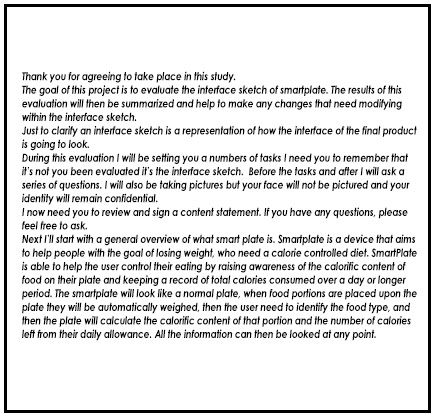 Thank you for agreeing to take place in this study.
The goal of this project is to evaluate the interface sketch of smartplate. The results of this
evaluation will then be summarized and help to make any changes that need modifying
within the interface sketch.
Just to clarify an interface sketch is a representation of how the interface of the final product
is going to look.
During this evaluation I will be setting you a numbers of tasks I need you to remember that
it's not you been evaluated it's the interface sketch.  Before the tasks and after I will ask a
series of questions. I will also be taking pictures but your face will not be pictured and your
identity will remain confidential.
I now need you to review and sign a content statement. If you have any questions, please
feel free to ask.
Next I'll start with a general overview of what smart plate is. Smartplate is a device that aims
to help people with the goal of losing weight, who need a calorie controlled diet. SmartPlate
is able to help the user control their eating by raising awareness of the calorific content of
food on their plate and keeping a record of total calories consumed over a day or longer
period. The smartplate will look like a normal plate, when food portions are placed upon the
plate they will be automatically weighed, then the user need to identify the food type, and
then the plate will calculate the calorific content of that portion and the number of calories
left from their daily allowance. All the information can then be looked at any point.